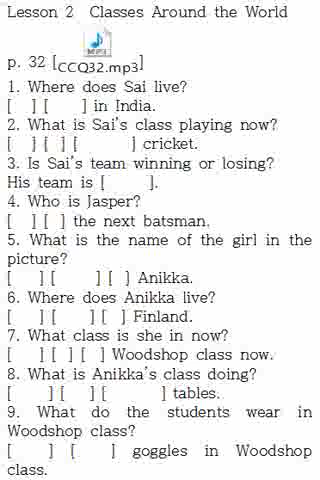 Lesson 2 Classes Around the World
MP3
p. 32 [CCQ32.mp3]
1. Where does Sai live?
[ ] [ ] in India.
2. What is Sai's class playing now?
[ ] [ ] [ ] cricket.
3. Is Sai's team winning or losing?
His team is [ ].
4. Who is Jasper?
[ ] [ ] the next batsman.
5. What is the name of the girl in the
picture?
[ ] [ ] [ ] Anikka.
6. Where does Anikka live?
[ ] [ ] [ ] Finland.
7. What class is she in now?
[ ] [ ] [ ] Woodshop class now.
8. What is Anikka's class doing?
[ ] [ ] [ ] tables.
9. What do the students wear in
Woodshop class?
[ ] [ ] goggles in Woodshop
class.